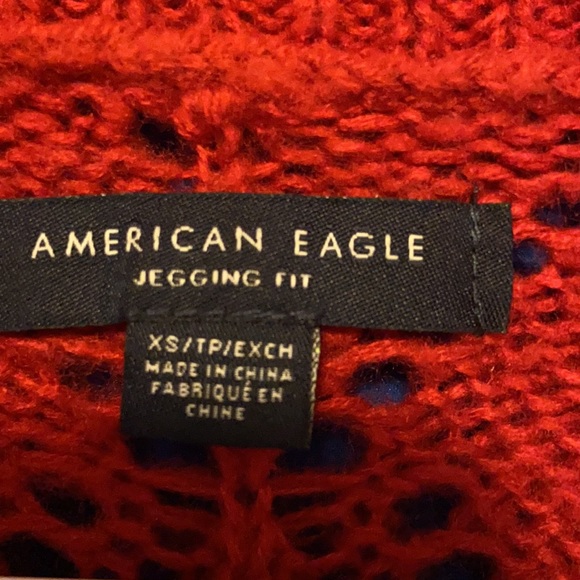 AMERICAN EAGLE
JEGGING FIT
XS/TP/EXCH
MADE IN CHINA
FABRIQUÉ EN
CHINE